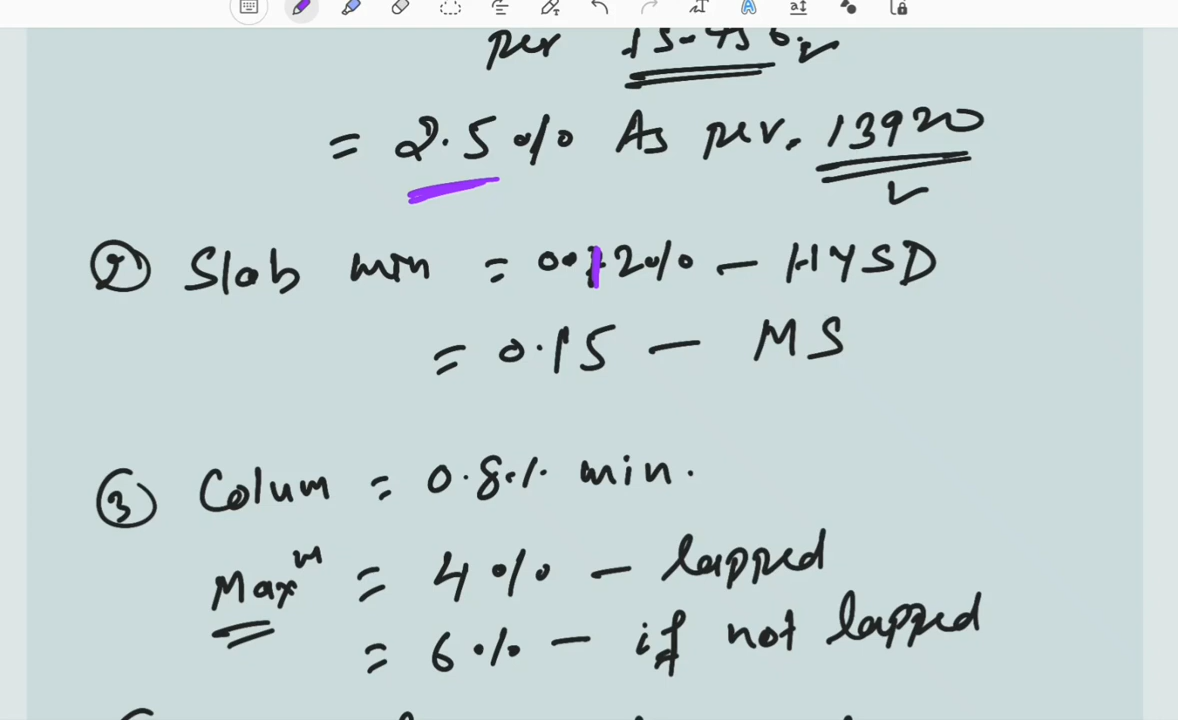 per IS-456
= 2.5% As per. 13920
② Slab min = 0.12% - HYSD
= 0.15 - MS
③ Colum = 0.8% min.
Maxᵐ = 4% - lapped
= 6% - if not lapped